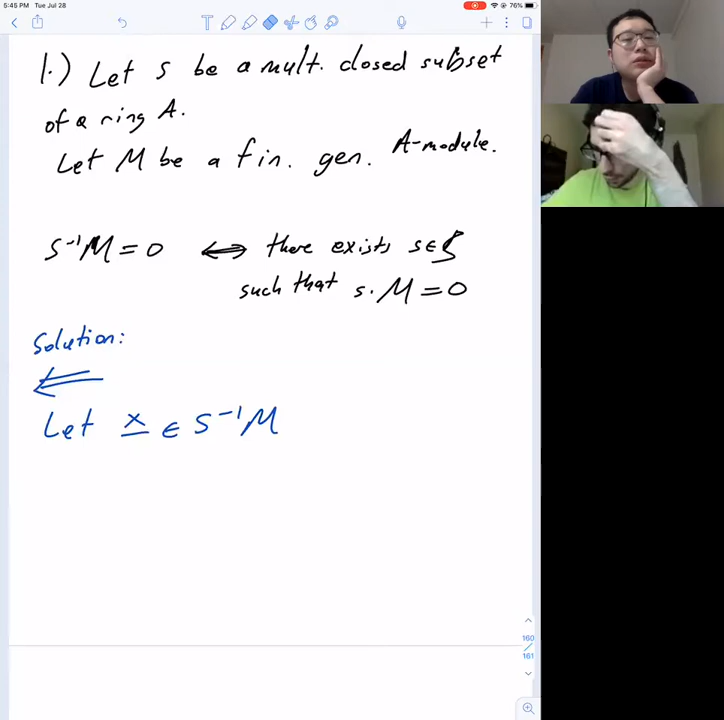 5:45 PM Tue Jul 28
76%
1.) Let S be a mult. closed subset
of a ring A.
Let M be a fin. gen. A-module.
S⁻¹M = 0 ⟺ there exists s∈S
such that s·M = 0
Solution:
⟸
Let x ∈ S⁻¹M
160
/
161